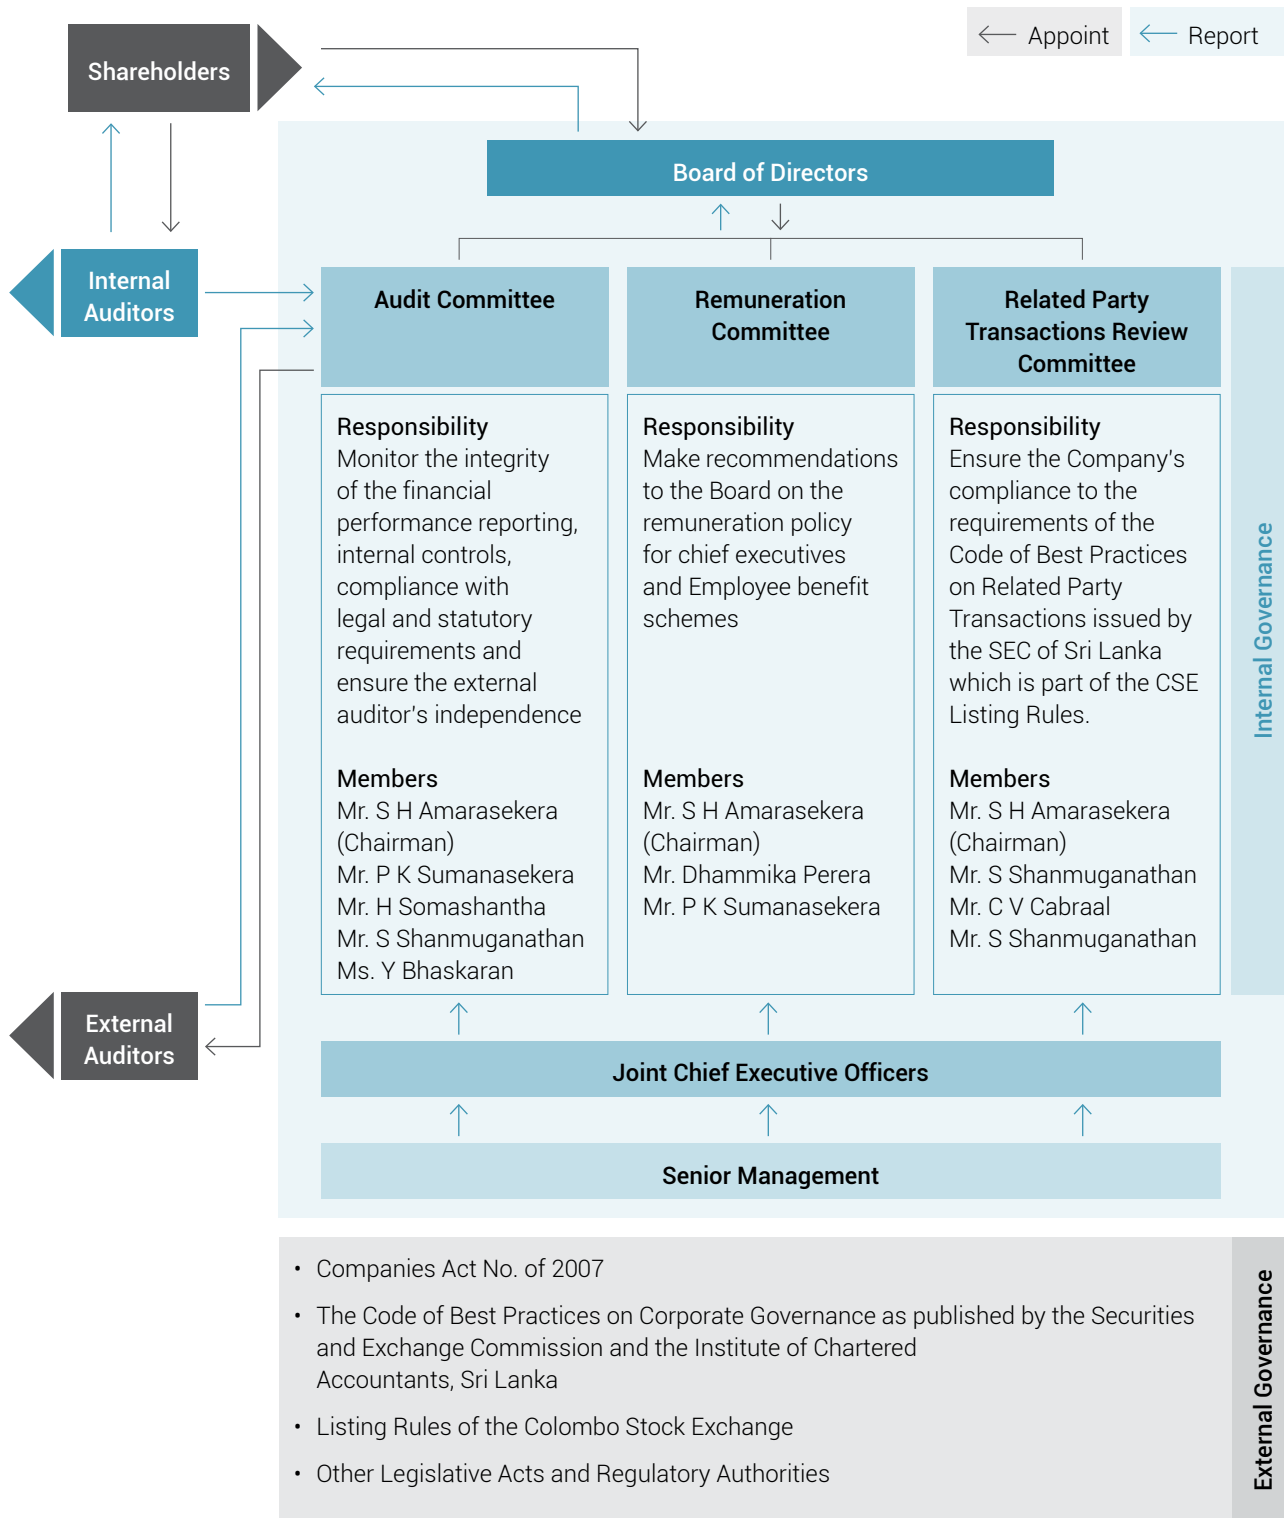 Appoint
Report
Shareholders
Board of Directors
Internal
Auditors
Audit Committee
Remuneration
Committee
Related Party
Transactions Review
Committee
Responsibility
Monitor the integrity
of the financial
performance reporting,
internal controls,
compliance with
legal and statutory
requirements and
ensure the external
auditor's independence
Members
Mr. S H Amarasekera
(Chairman)
Mr. P K Sumanasekera
Mr. H Somashantha
Mr. S Shanmuganathan
Ms. Y Bhaskaran
Responsibility
Make recommendations
to the Board on the
remuneration policy
for chief executives
and Employee benefit
schemes
Members
Mr. S H Amarasekera
(Chairman)
Mr. Dhammika Perera
Mr. P K Sumanasekera
Responsibility
Ensure the Company's
compliance to the
requirements of the
Code of Best Practices
on Related Party
Transactions issued by
the SEC of Sri Lanka
which is part of the CSE
Listing Rules.
Members
Mr. S H Amarasekera
(Chairman)
Mr. S Shanmuganathan
Mr. C V Cabraal
Mr. S Shanmuganathan
Internal Governance
External
Auditors
Joint Chief Executive Officers
Senior Management
• Companies Act No. of 2007
• The Code of Best Practices on Corporate Governance as published by the Securities
and Exchange Commission and the Institute of Chartered
Accountants, Sri Lanka
• Listing Rules of the Colombo Stock Exchange
• Other Legislative Acts and Regulatory Authorities
External Governance